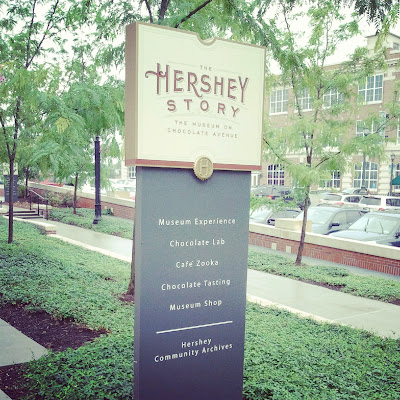 THE
HERSHEY
STORY
THE MUSEUM ON
CHOCOLATE AVENUE
H
Museum Experience
Chocolate Lab
Café Zooka
Chocolate Tasting
Museum Shop
Hershey
Community Archives